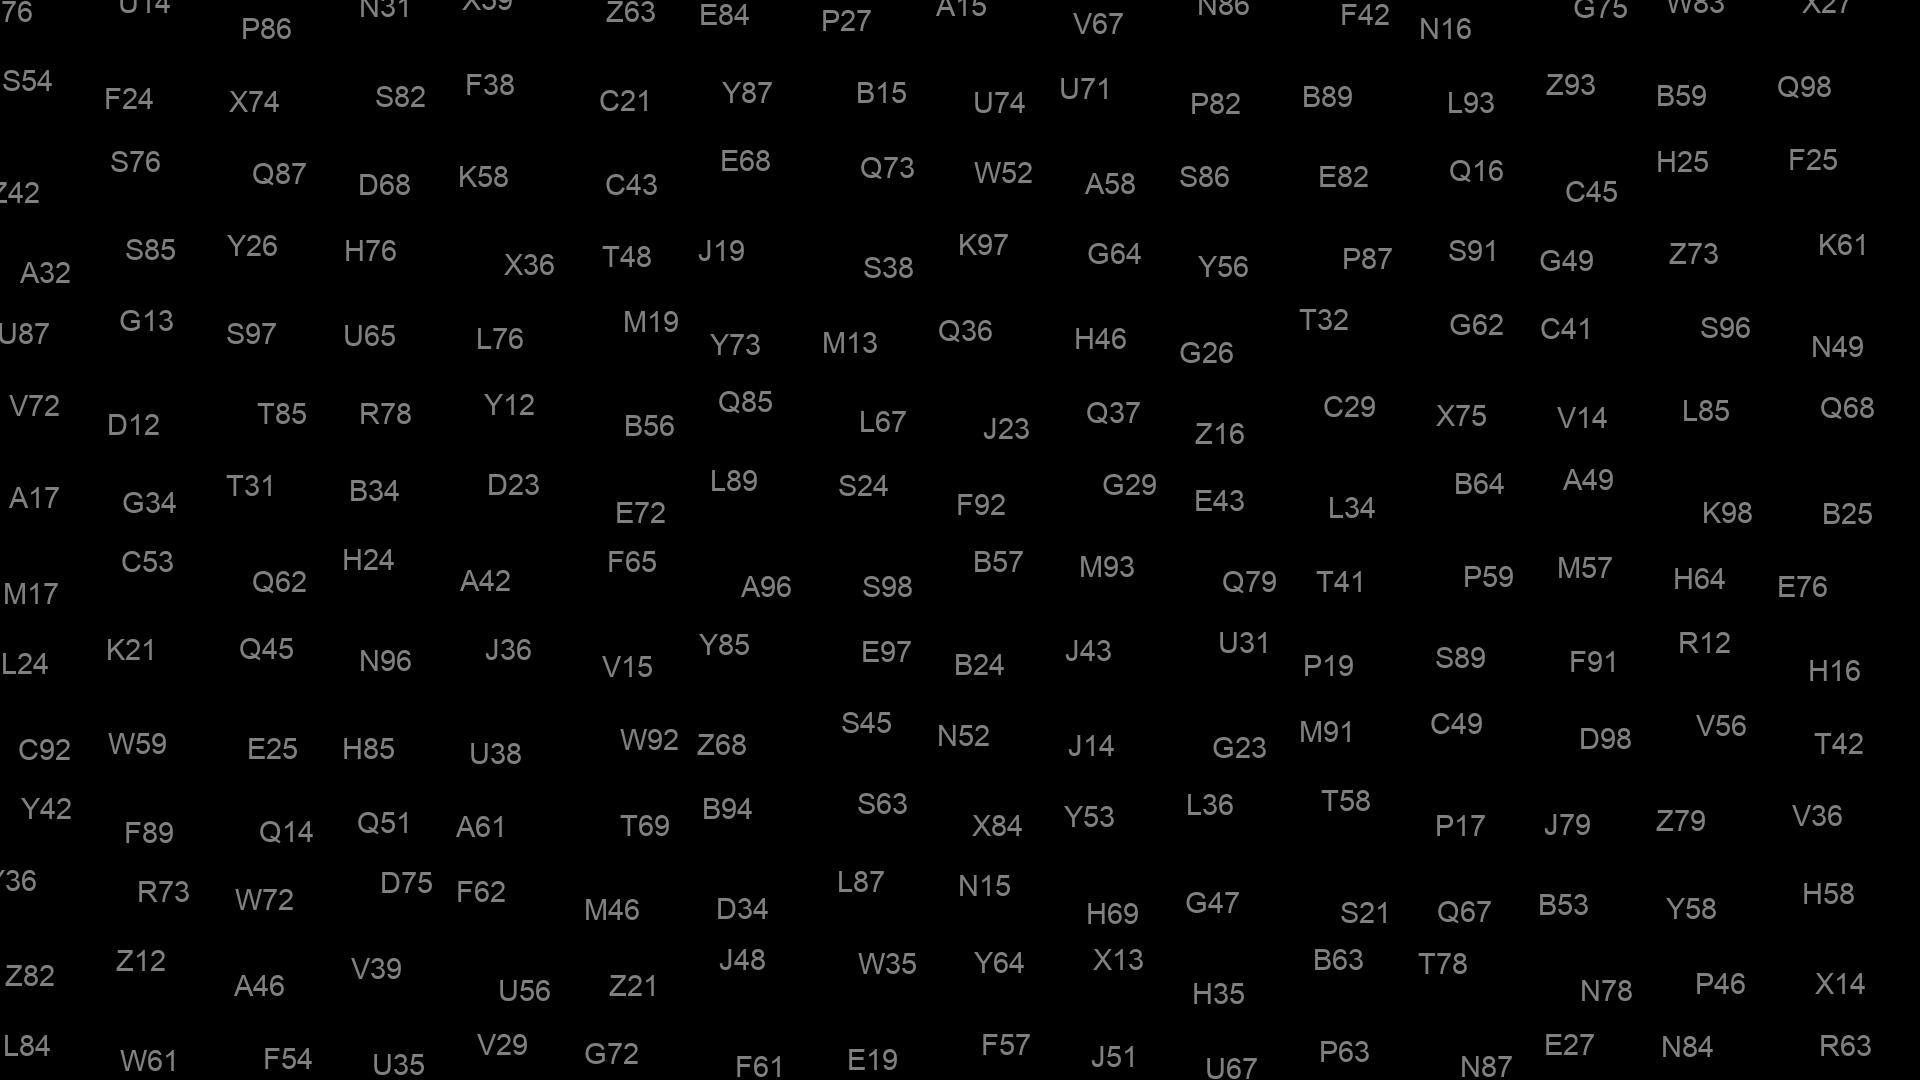 76 U14 P86 N31 X59 Z63 E84 P27 A15 V67 N86 F42 N16 G75 W83 X27
S54 F24 X74 S82 F38 C21 Y87 B15 U74 U71 P82 B89 L93 Z93 B59 Q98
Z42 S76 Q87 D68 K58 C43 E68 Q73 W52 A58 S86 E82 Q16 C45 H25 F25
A32 S85 Y26 H76 X36 T48 J19 S38 K97 G64 Y56 P87 S91 G49 Z73 K61
U87 G13 S97 U65 L76 M19 Y73 M13 Q36 H46 G26 T32 G62 C41 S96 N49
V72 D12 T85 R78 Y12 B56 Q85 L67 J23 Q37 Z16 C29 X75 V14 L85 Q68
A17 G34 T31 B34 D23 E72 L89 S24 F92 G29 E43 L34 B64 A49 K98 B25
M17 C53 Q62 H24 A42 F65 A96 S98 B57 M93 Q79 T41 P59 M57 H64 E76
L24 K21 Q45 N96 J36 V15 Y85 E97 B24 J43 U31 P19 S89 F91 R12 H16
C92 W59 E25 H85 U38 W92 Z68 S45 N52 J14 G23 M91 C49 D98 V56 T42
Y42 F89 Q14 Q51 A61 T69 B94 S63 X84 Y53 L36 T58 P17 J79 Z79 V36
Y36 R73 W72 D75 F62 M46 D34 L87 N15 H69 G47 S21 Q67 B53 Y58 H58
Z82 Z12 A46 V39 U56 Z21 J48 W35 Y64 X13 H35 B63 T78 N78 P46 X14
L84 W61 F54 U35 V29 G72 F61 E19 F57 J51 U67 P63 N87 E27 N84 R63